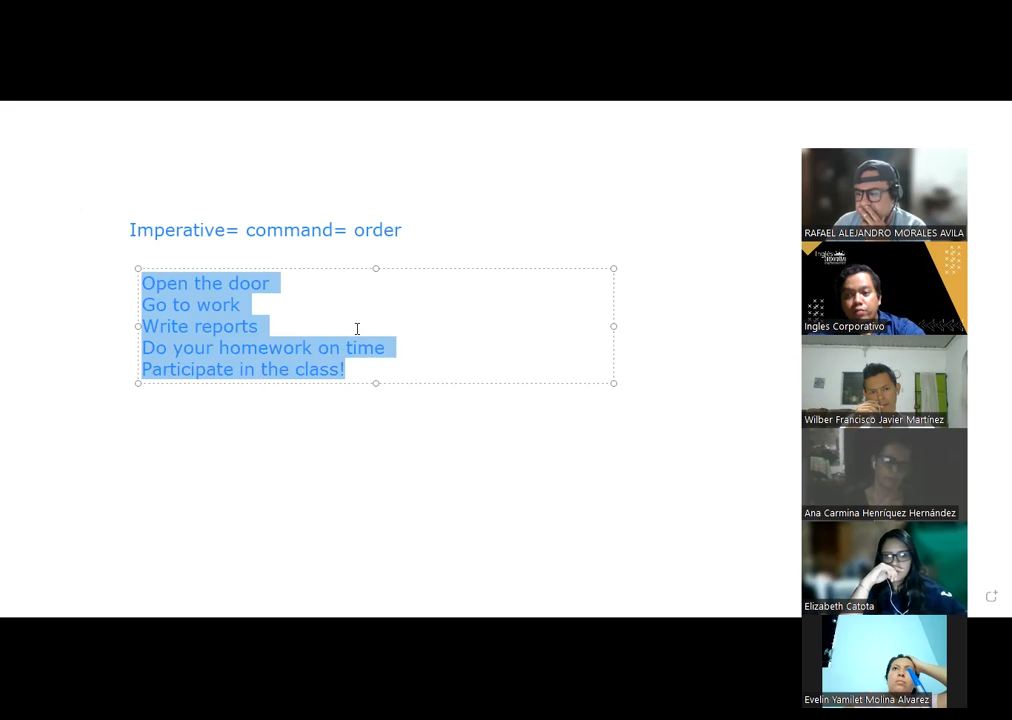 Imperative= command= order
Open the door
Go to work
Write reports
Do your homework on time
Participate in the class!
RAFAEL ALEJANDRO MORALES AVILA
Inglés Corporativo
Wilber Francisco Javier Martínez
Ana Carmina Henríquez Hernández
Elizabeth Catota
Evelin Yamilet Molina Alvarez